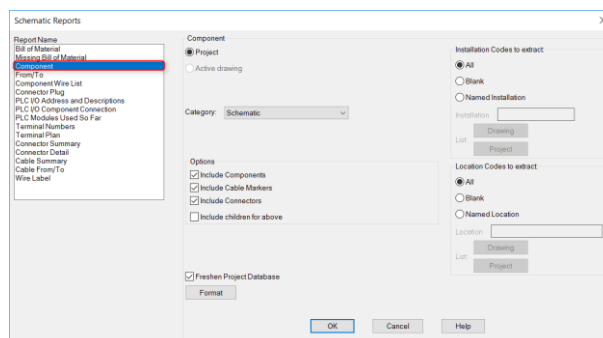 Schematic Reports
Report Name
Bill of Material
Missing Bill of Material
Component
From/To
Component Wire List
Connector Plug
PLC I/O Address and Descriptions
PLC I/O Component Connection
PLC Modules Used So Far
Terminal Numbers
Terminal Plan
Connector Summary
Connector Detail
Cable Summary
Cable From/To
Wire Label
Component
Project
Active drawing
Category: Schematic
Options
Include Components
Include Cable Markers
Include Connectors
Include children for above
Freshen Project Database
Format
Installation Codes to extract:
All
Blank
Named Installation
Installation
List:
Drawing
Project
Location Codes to extract:
All
Blank
Named Location
Location
List:
Drawing
Project
OK Cancel Help